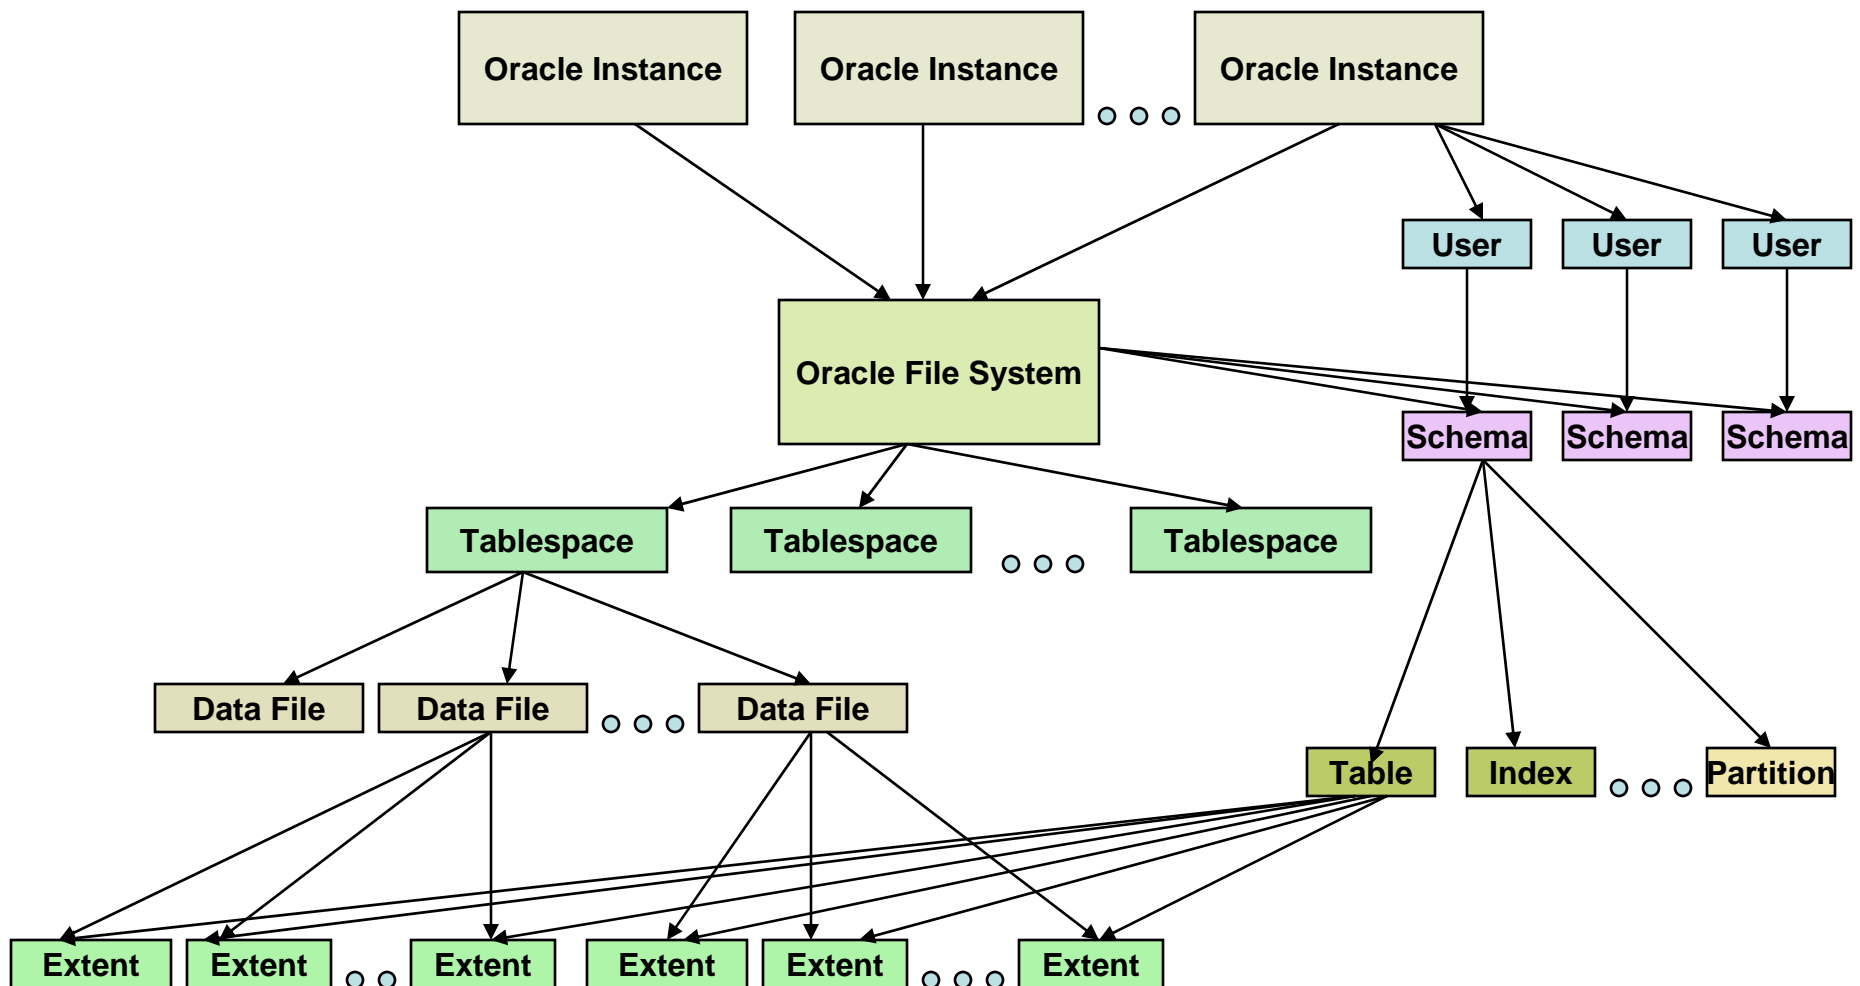 Oracle Instance
Oracle Instance
Oracle Instance
User
User
User
Oracle File System
Schema
Schema
Schema
Tablespace
Tablespace
Tablespace
Data File
Data File
Data File
Table
Index
Partition
Extent
Extent
Extent
Extent
Extent
Extent